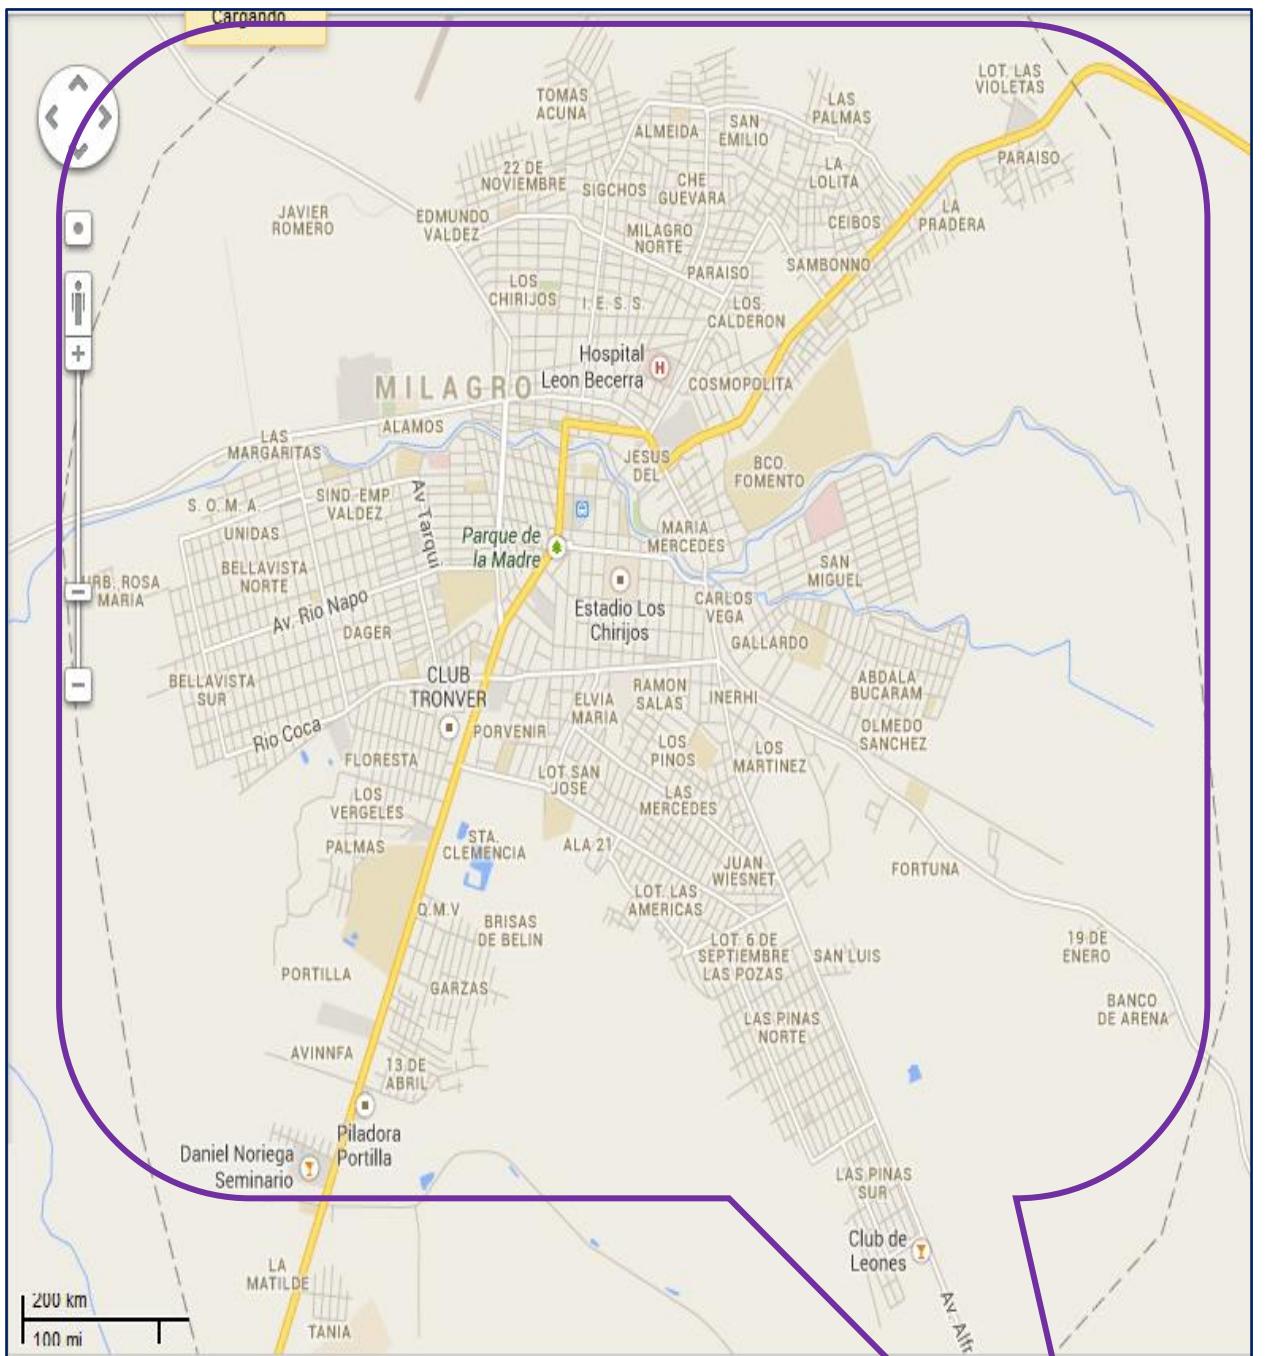 Cargando
LOT. LAS
VIOLETAS
TOMAS
ACUNA
LAS
PALMAS
ALMEIDA
SAN
EMILIO
PARAISO
22 DE
NOVIEMBRE
SIGCHOS
CHE
GUEVARA
LA
LOLITA
JAVIER
ROMERO
EDMUNDO
VALDEZ
MILAGRO
NORTE
CEIBOS
LA
PRADERA
LOS
CHIRIJOS
I. E. S. S.
PARAISO
SAMBONNO
LOS
CALDERON
Hospital
Leon Becerra
H
MILAGRO
COSMOPOLITA
ALAMOS
LAS
MARGARITAS
JESUS
DEL
BCO.
FOMENTO
S. O. M. A.
SIND. EMP.
VALDEZ
Av Tarqui
UNIDAS
Parque de
la Madre
MARIA
MERCEDES
BELLAVISTA
NORTE
SAN
MIGUEL
URB. ROSA
MARIA
Av. Rio Napo
Estadio Los
Chirijos
CARLOS
VEGA
DAGER
GALLARDO
BELLAVISTA
SUR
CLUB
TRONVER
ELVIA
MARIA
RAMON
SALAS
INERHI
ABDALA
BUCARAM
Rio Coca
PORVENIR
OLMEDO
SANCHEZ
FLORESTA
LOS
PINOS
LOS
MARTINEZ
LOT. SAN
JOSE
LOS
VERGELES
LAS
MERCEDES
PALMAS
STA.
CLEMENCIA
ALA 21
JUAN
WIESNET
FORTUNA
LOT. LAS
AMERICAS
Q.M.V
BRISAS
DE BELIN
LOT. 6 DE
SEPTIEMBRE
LAS POZAS
SAN LUIS
19 DE
ENERO
PORTILLA
GARZAS
BANCO
DE ARENA
LAS PINAS
NORTE
AVINNFA
13 DE
ABRIL
Piladora
Portilla
Daniel Noriega
Seminario
LAS PINAS
SUR
Club de
Leones
LA
MATILDE
200 km
100 mi
TANIA
Av. Alfr